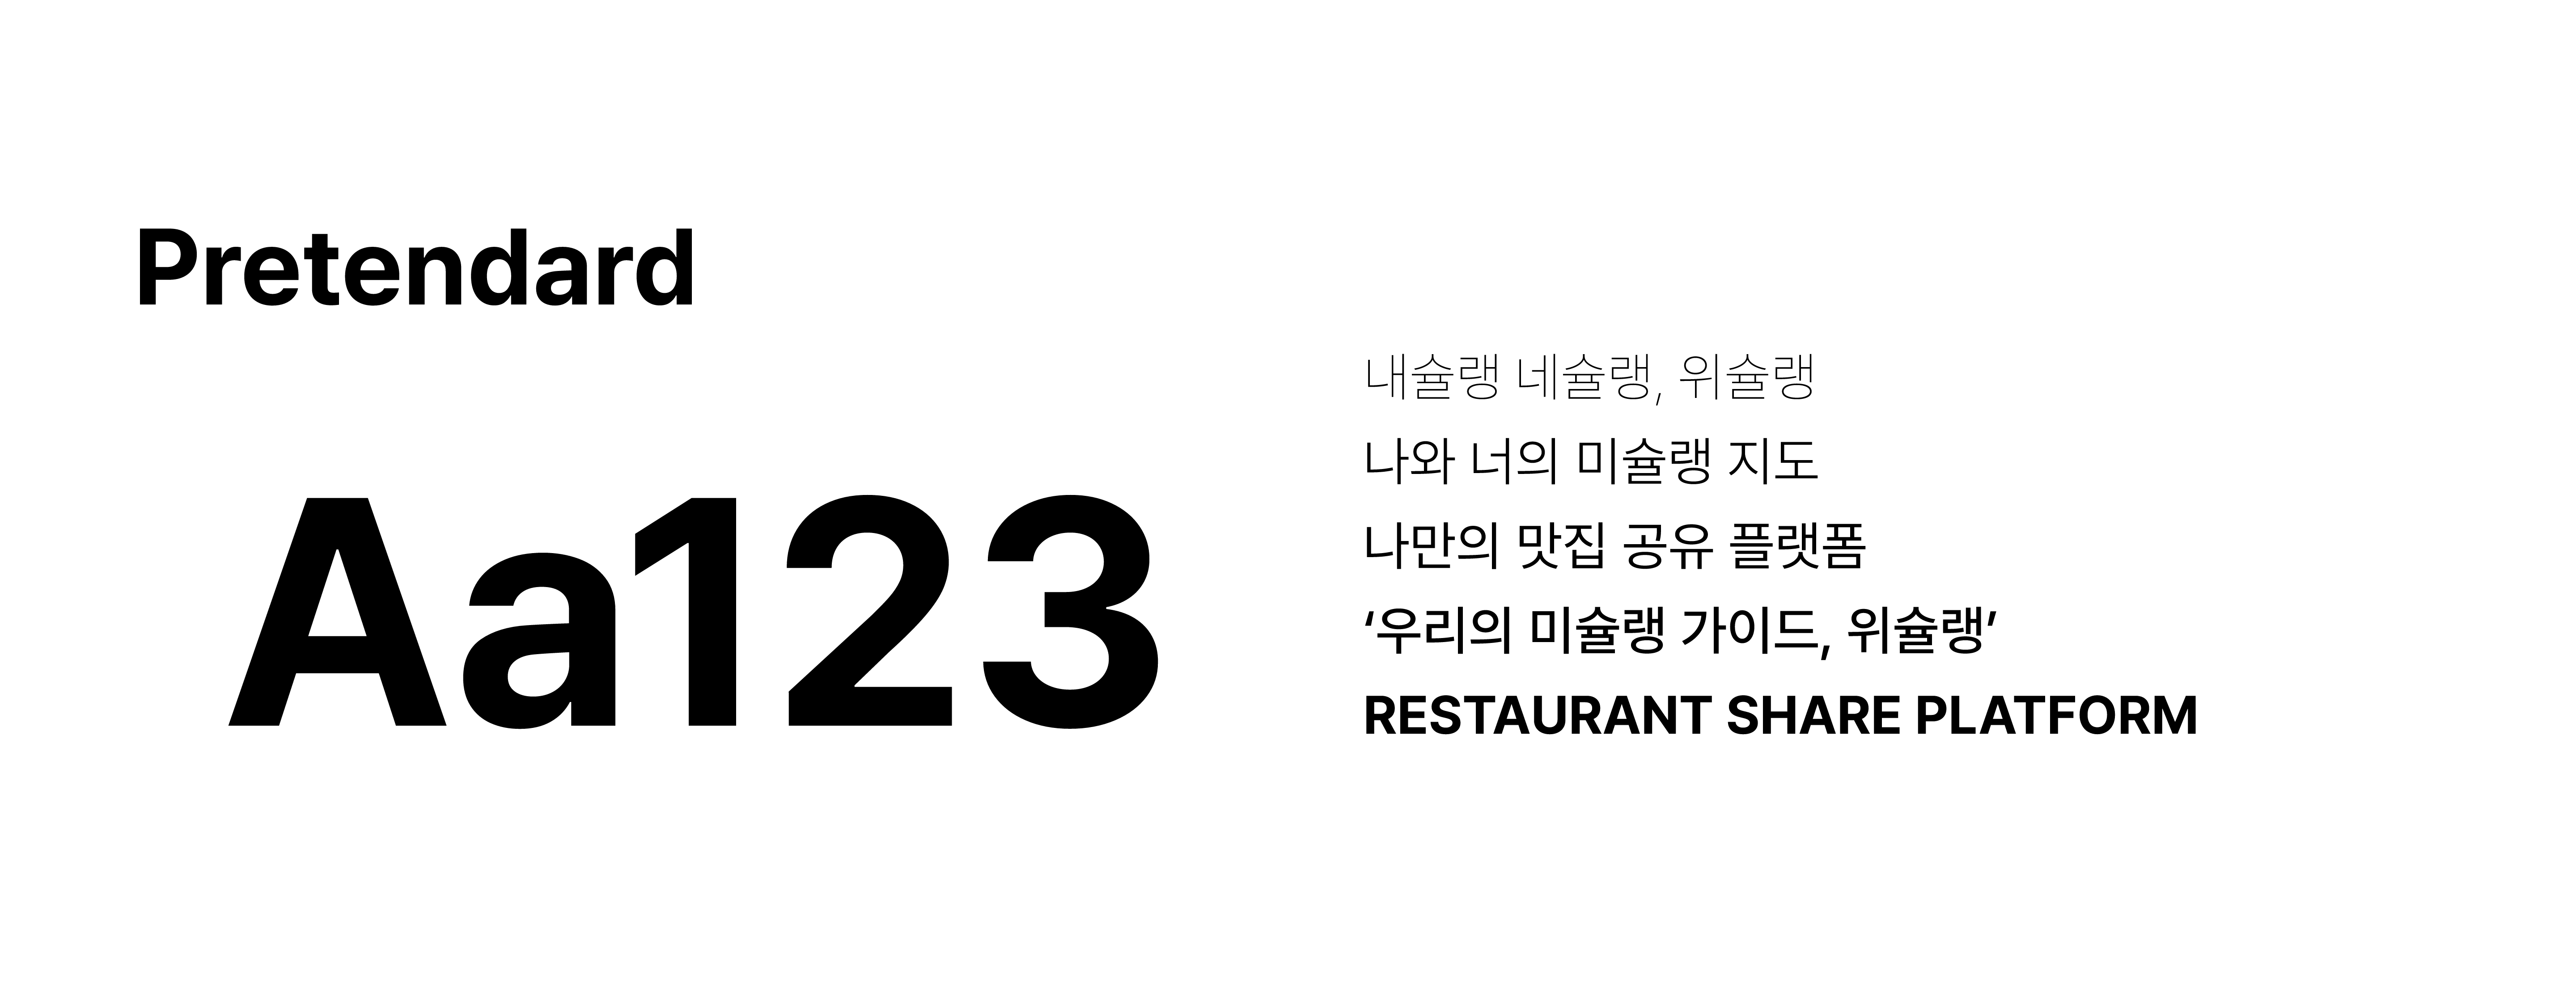 Pretendard
Aa123
내슐랭 네슐랭, 위슐랭
나와 너의 미슐랭 지도
나만의 맛집 공유 플랫폼
‘우리의 미슐랭 가이드, 위슐랭’
RESTAURANT SHARE PLATFORM